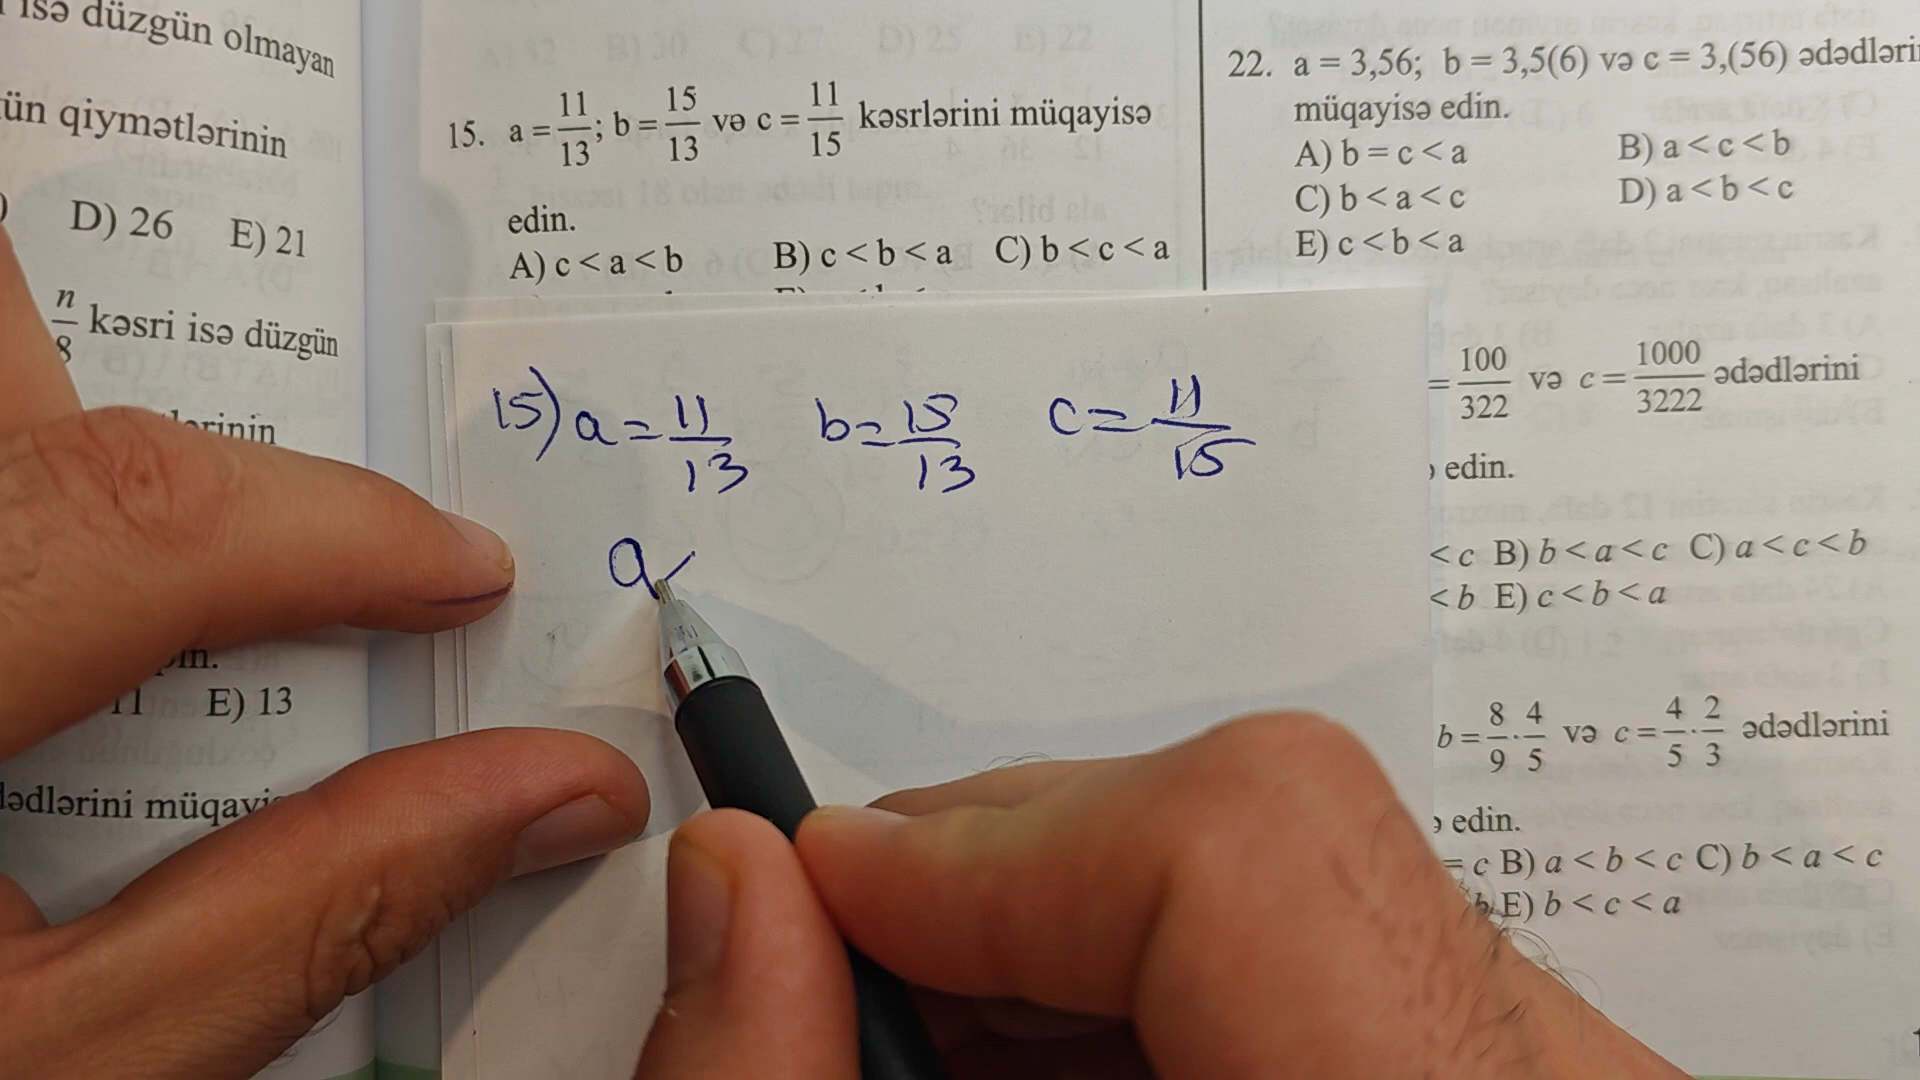 isə düzgün olmayan
ün qiymətlərinin
D) 26 E) 21
n/8 kəsri isə düzgün
ərinin
E) 13
dədlərini
15. a = 11/13; b = 15/13 və c = 11/15 kəsrlərini müqayisə
edin.
A) c < a < b B) c < b < a C) b < c < a
15) a = 11/13 b = 15/13 c = 11/15
a
22. a = 3,56; b = 3,5(6) və c = 3,(56)
müqayisə edin.
A) b = c < a B) a < c < b
C) b < a < c D) a < b < c
E) c < b < a
= 100/322 və c = 1000/3222 ədədlərini
edin.
< c B) b < a < c C) a < c < b
< b E) c < b < a
b = 8/9 · 4/5 və c = 4/5 · 2/3 ədədlərini
edin.
= c B) a < b < c C) b < a < c
b E) b < c < a